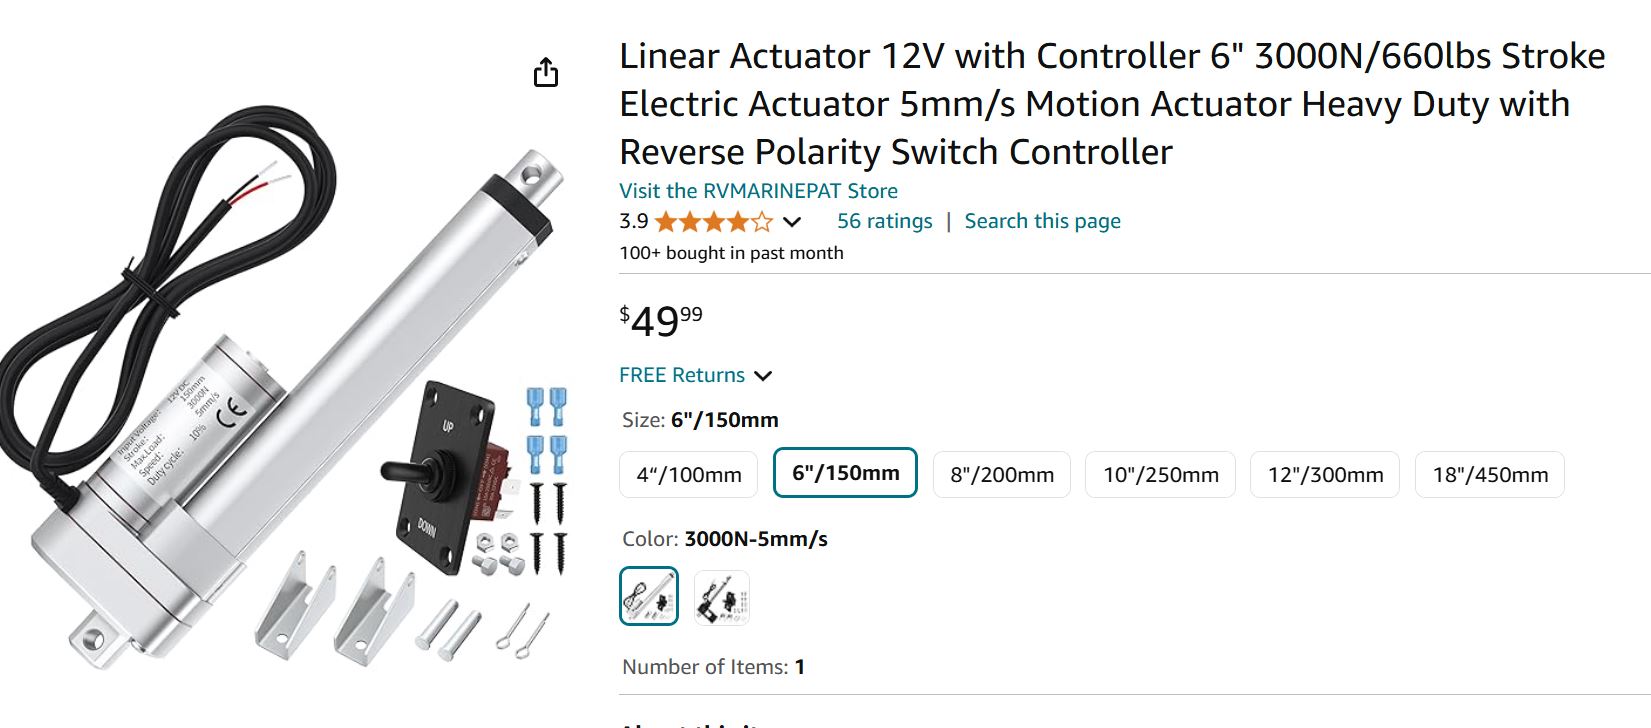 Linear Actuator 12V with Controller 6" 3000N/660lbs Stroke
Electric Actuator 5mm/s Motion Actuator Heavy Duty with
Reverse Polarity Switch Controller
Visit the RVMARINEPAT Store
3.9
56 ratings | Search this page
100+ bought in past month
$49.99
FREE Returns
Size: 6"/150mm
4“/100mm
6"/150mm
8"/200mm
10"/250mm
12"/300mm
18"/450mm
Color: 3000N-5mm/s
Number of Items: 1
Input Voltage: 12V DC
Stroke: 150mm
Max.Load: 3000N
Speed: 5mm/s
Duty Cycle: 10%
CE
UP
DOWN